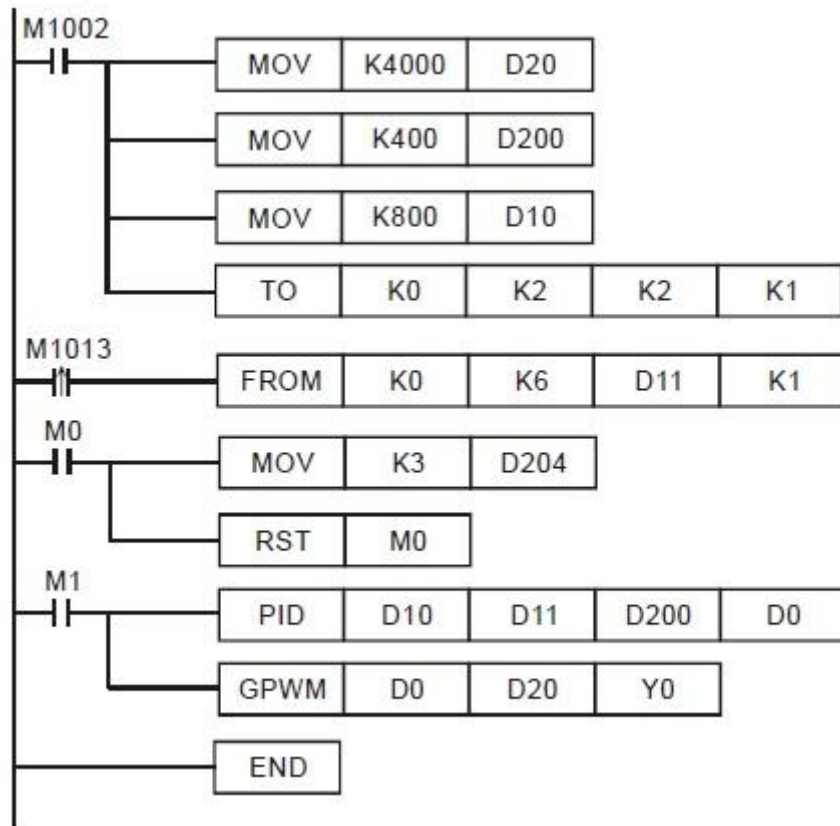 M1002
MOV K4000 D20
MOV K400 D200
MOV K800 D10
TO K0 K2 K2 K1
M1013
FROM K0 K6 D11 K1
M0
MOV K3 D204
RST M0
M1
PID D10 D11 D200 D0
GPWM D0 D20 Y0
END